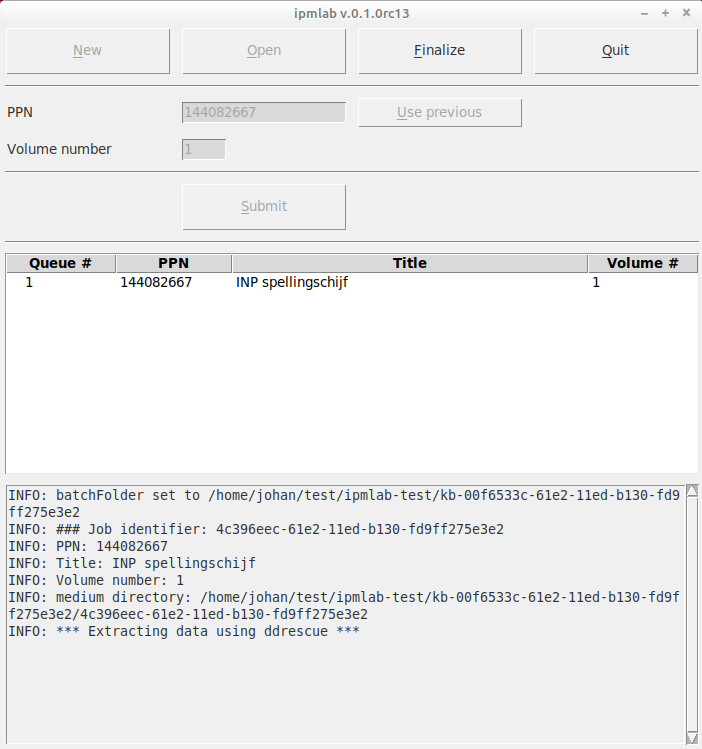 ipmlab v.0.1.0rc13
New Open Finalize Quit
PPN 144082667 Use previous
Volume number 1
Submit
Queue # PPN Title Volume #
1 144082667 INP spellingschijf 1
INFO: batchFolder set to /home/johan/test/ipmlab-test/kb-00f6533c-61e2-11ed-b130-fd9
ff275e3e2
INFO: ### Job identifier: 4c396eec-61e2-11ed-b130-fd9ff275e3e2
INFO: PPN: 144082667
INFO: Title: INP spellingschijf
INFO: Volume number: 1
INFO: medium directory: /home/johan/test/ipmlab-test/kb-00f6533c-61e2-11ed-b130-fd9f
f275e3e2/4c396eec-61e2-11ed-b130-fd9ff275e3e2
INFO: *** Extracting data using ddrescue ***